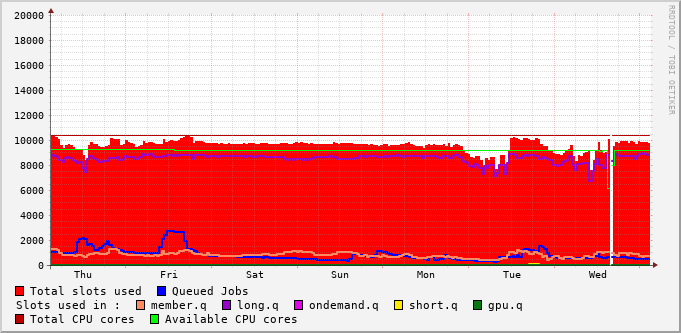 20000
18000
16000
14000
12000
10000
8000
6000
4000
2000
0
Thu Fri Sat Sun Mon Tue Wed
Total slots used Queued Jobs
Slots used in : member.q long.q ondemand.q short.q gpu.q
Total CPU cores Available CPU cores
RRDTOOL / TOBI OETIKER